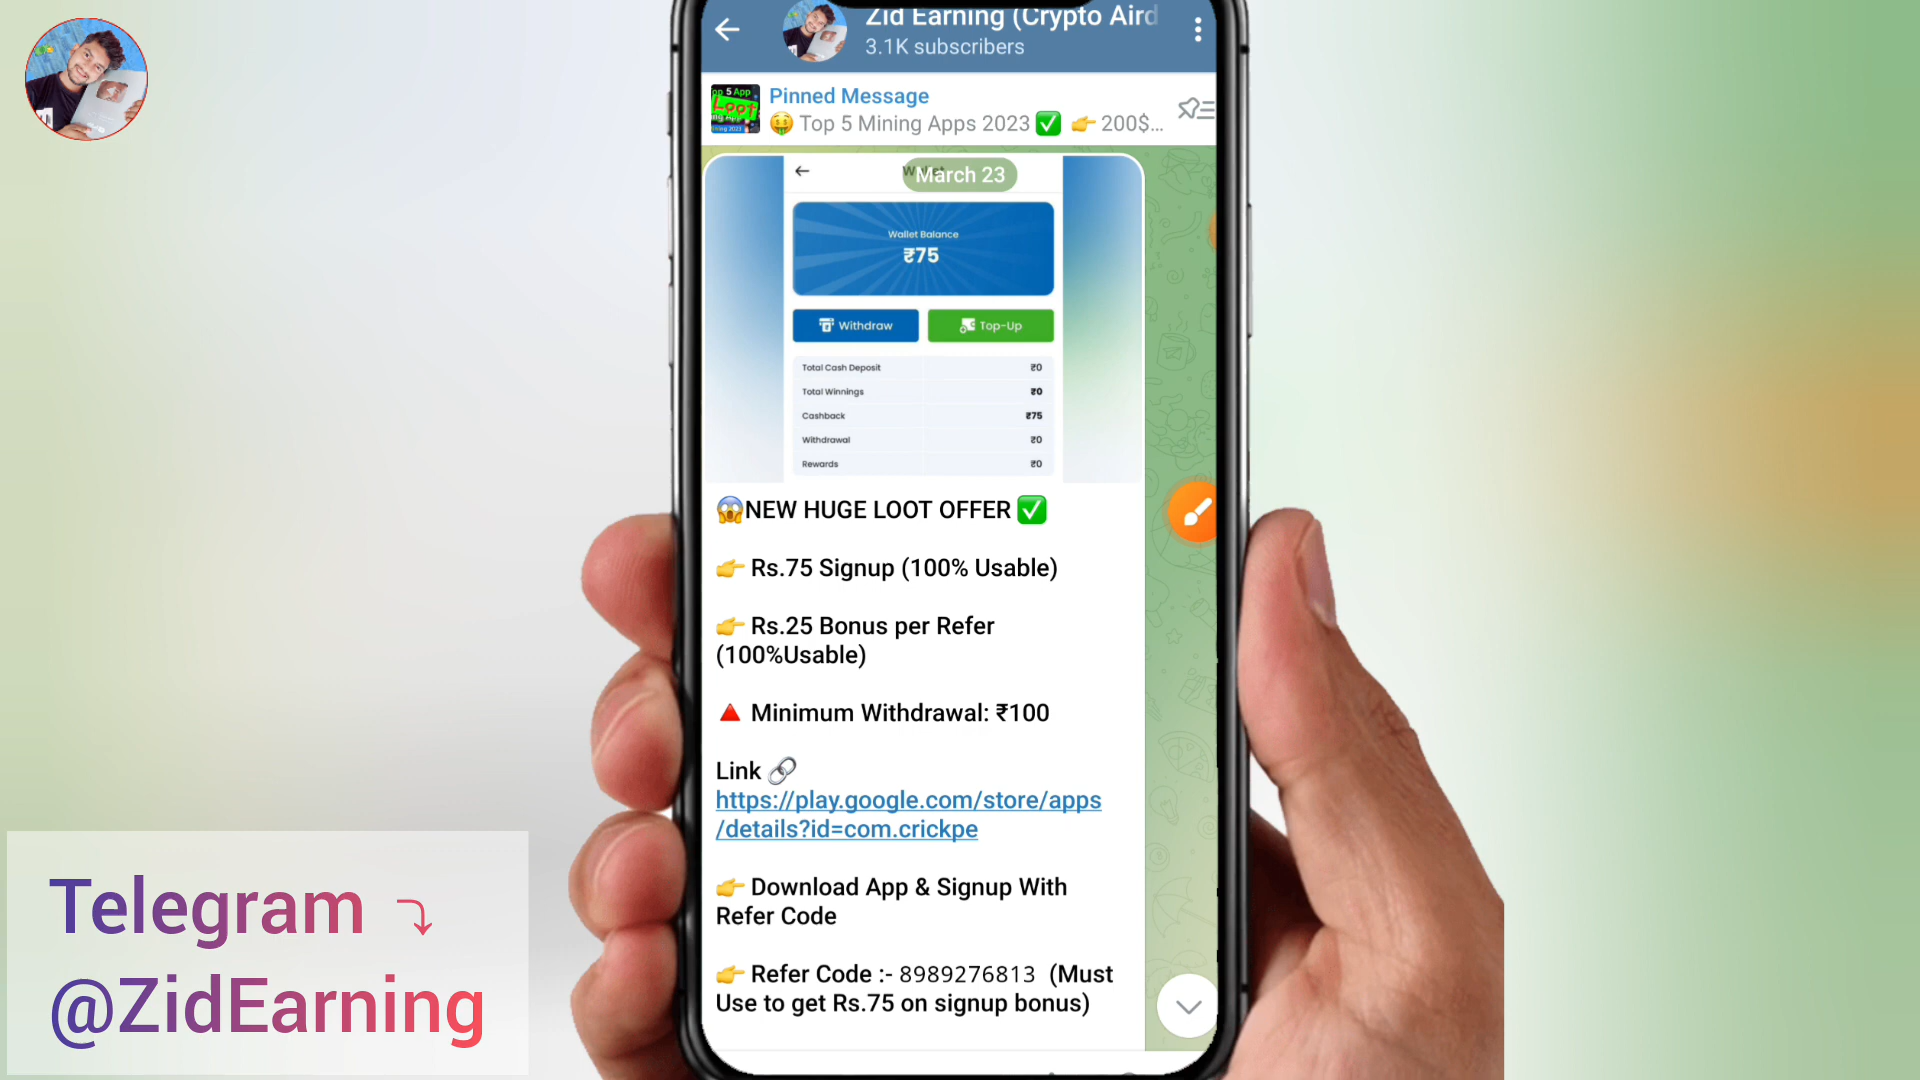 Zid Earning (Crypto Aird
3.1K subscribers
Pinned Message
🤑 Top 5 Mining Apps 2023 ✅ 👉 200$...
op 5 App
Loot
March 23
Wallet Balance
₹75
Withdraw
Top-Up
Total Cash Deposit ₹0
Total Winnings ₹0
Cashback ₹75
Withdrawal ₹0
Rewards ₹0
😱NEW HUGE LOOT OFFER ✅
👉 Rs.75 Signup (100% Usable)
👉 Rs.25 Bonus per Refer
(100%Usable)
🔺 Minimum Withdrawal: ₹100
Link 🔗
https://play.google.com/store/apps
/details?id=com.crickpe
👉 Download App & Signup With
Refer Code
👉 Refer Code :- 8989276813 (Must
Use to get Rs.75 on signup bonus)
Telegram ⤵
@ZidEarning